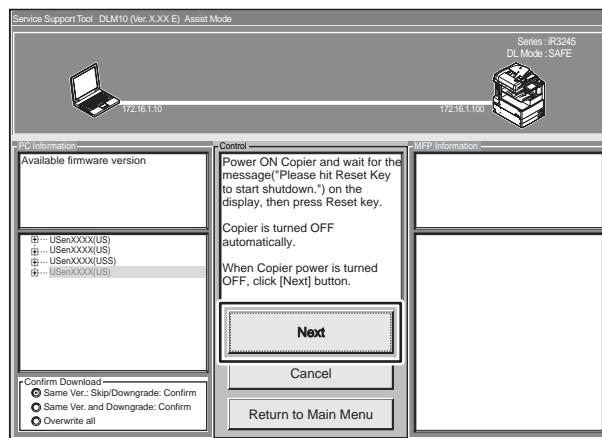 Service Support Tool DLM10 (Ver. X.XX E) Assist Mode
Series : iR3245
DL Mode : SAFE
172.16.1.10
172.16.1.100
PC Information
Available firmware version
USenXXXX(US)
USenXXXX(US)
USenXXXX(USS)
USenXXXX(US)
Confirm Download
Same Ver.: Skip/Downgrade: Confirm
Same Ver. and Downgrade: Confirm
Overwrite all
Control
Power ON Copier and wait for the
message("Please hit Reset Key
to start shutdown.") on the
display, then press Reset key.
Copier is turned OFF
automatically.
When Copier power is turned
OFF, click [Next] button.
Next
Cancel
Return to Main Menu
MFP Information